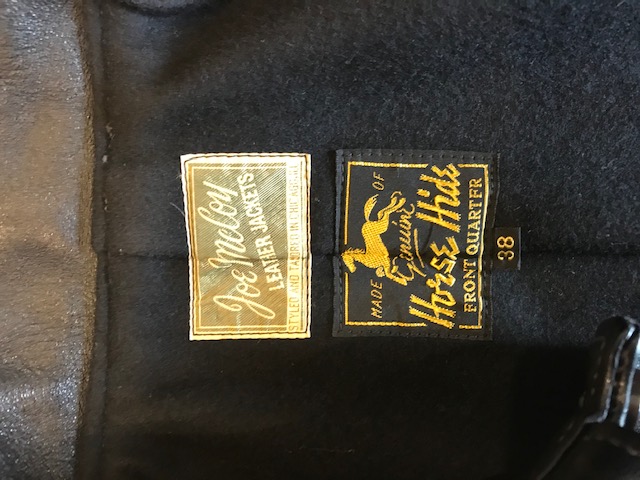 Joe McCoy
LEATHER JACKETS
MADE OF
Genuine
Horse Hide
FRONT QUARTER
38